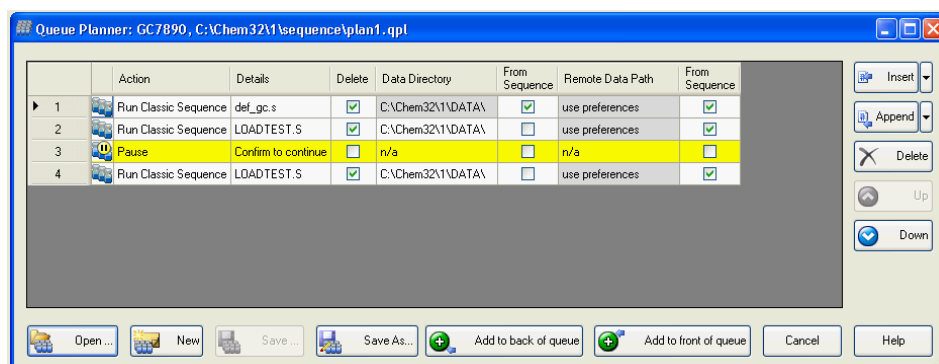 Queue Planner: GC7890, C:\Chem32\1\sequence\plan1.qpl
Action Details Delete Data Directory From Sequence Remote Data Path From Sequence
1 Run Classic Sequence def_gc.s C:\Chem32\1\DATA\ use preferences
2 Run Classic Sequence LOADTEST.S C:\Chem32\1\DATA\ use preferences
3 Pause Confirm to continue n/a n/a
4 Run Classic Sequence LOADTEST.S C:\Chem32\1\DATA\ use preferences
Insert
Append
Delete
Up
Down
Open ... New Save ... Save As... Add to back of queue Add to front of queue Cancel Help